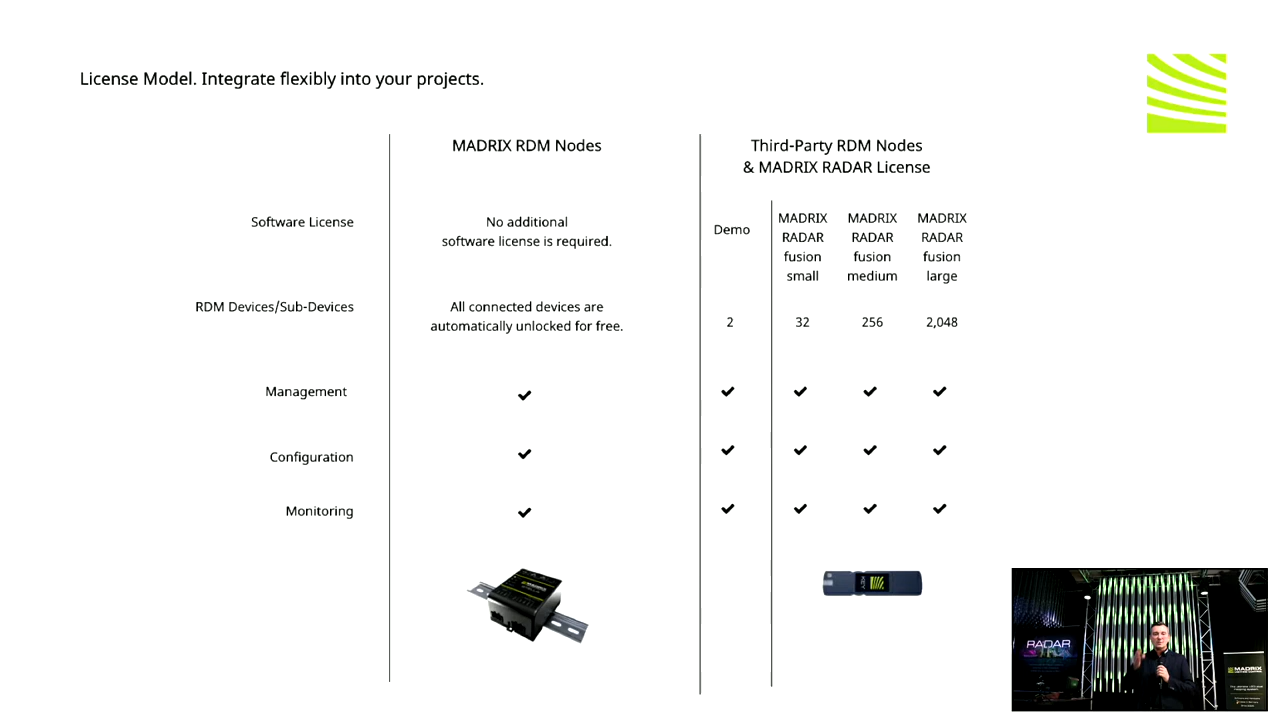 License Model. Integrate flexibly into your projects.
MADRIX RDM Nodes
Third-Party RDM Nodes
& MADRIX RADAR License
Software License
No additional
software license is required.
Demo
MADRIX
RADAR
fusion
small
MADRIX
RADAR
fusion
medium
MADRIX
RADAR
fusion
large
RDM Devices/Sub-Devices
All connected devices are
automatically unlocked for free.
2
32
256
2,048
Management
Configuration
Monitoring
KEY
RADAR
MADRIX